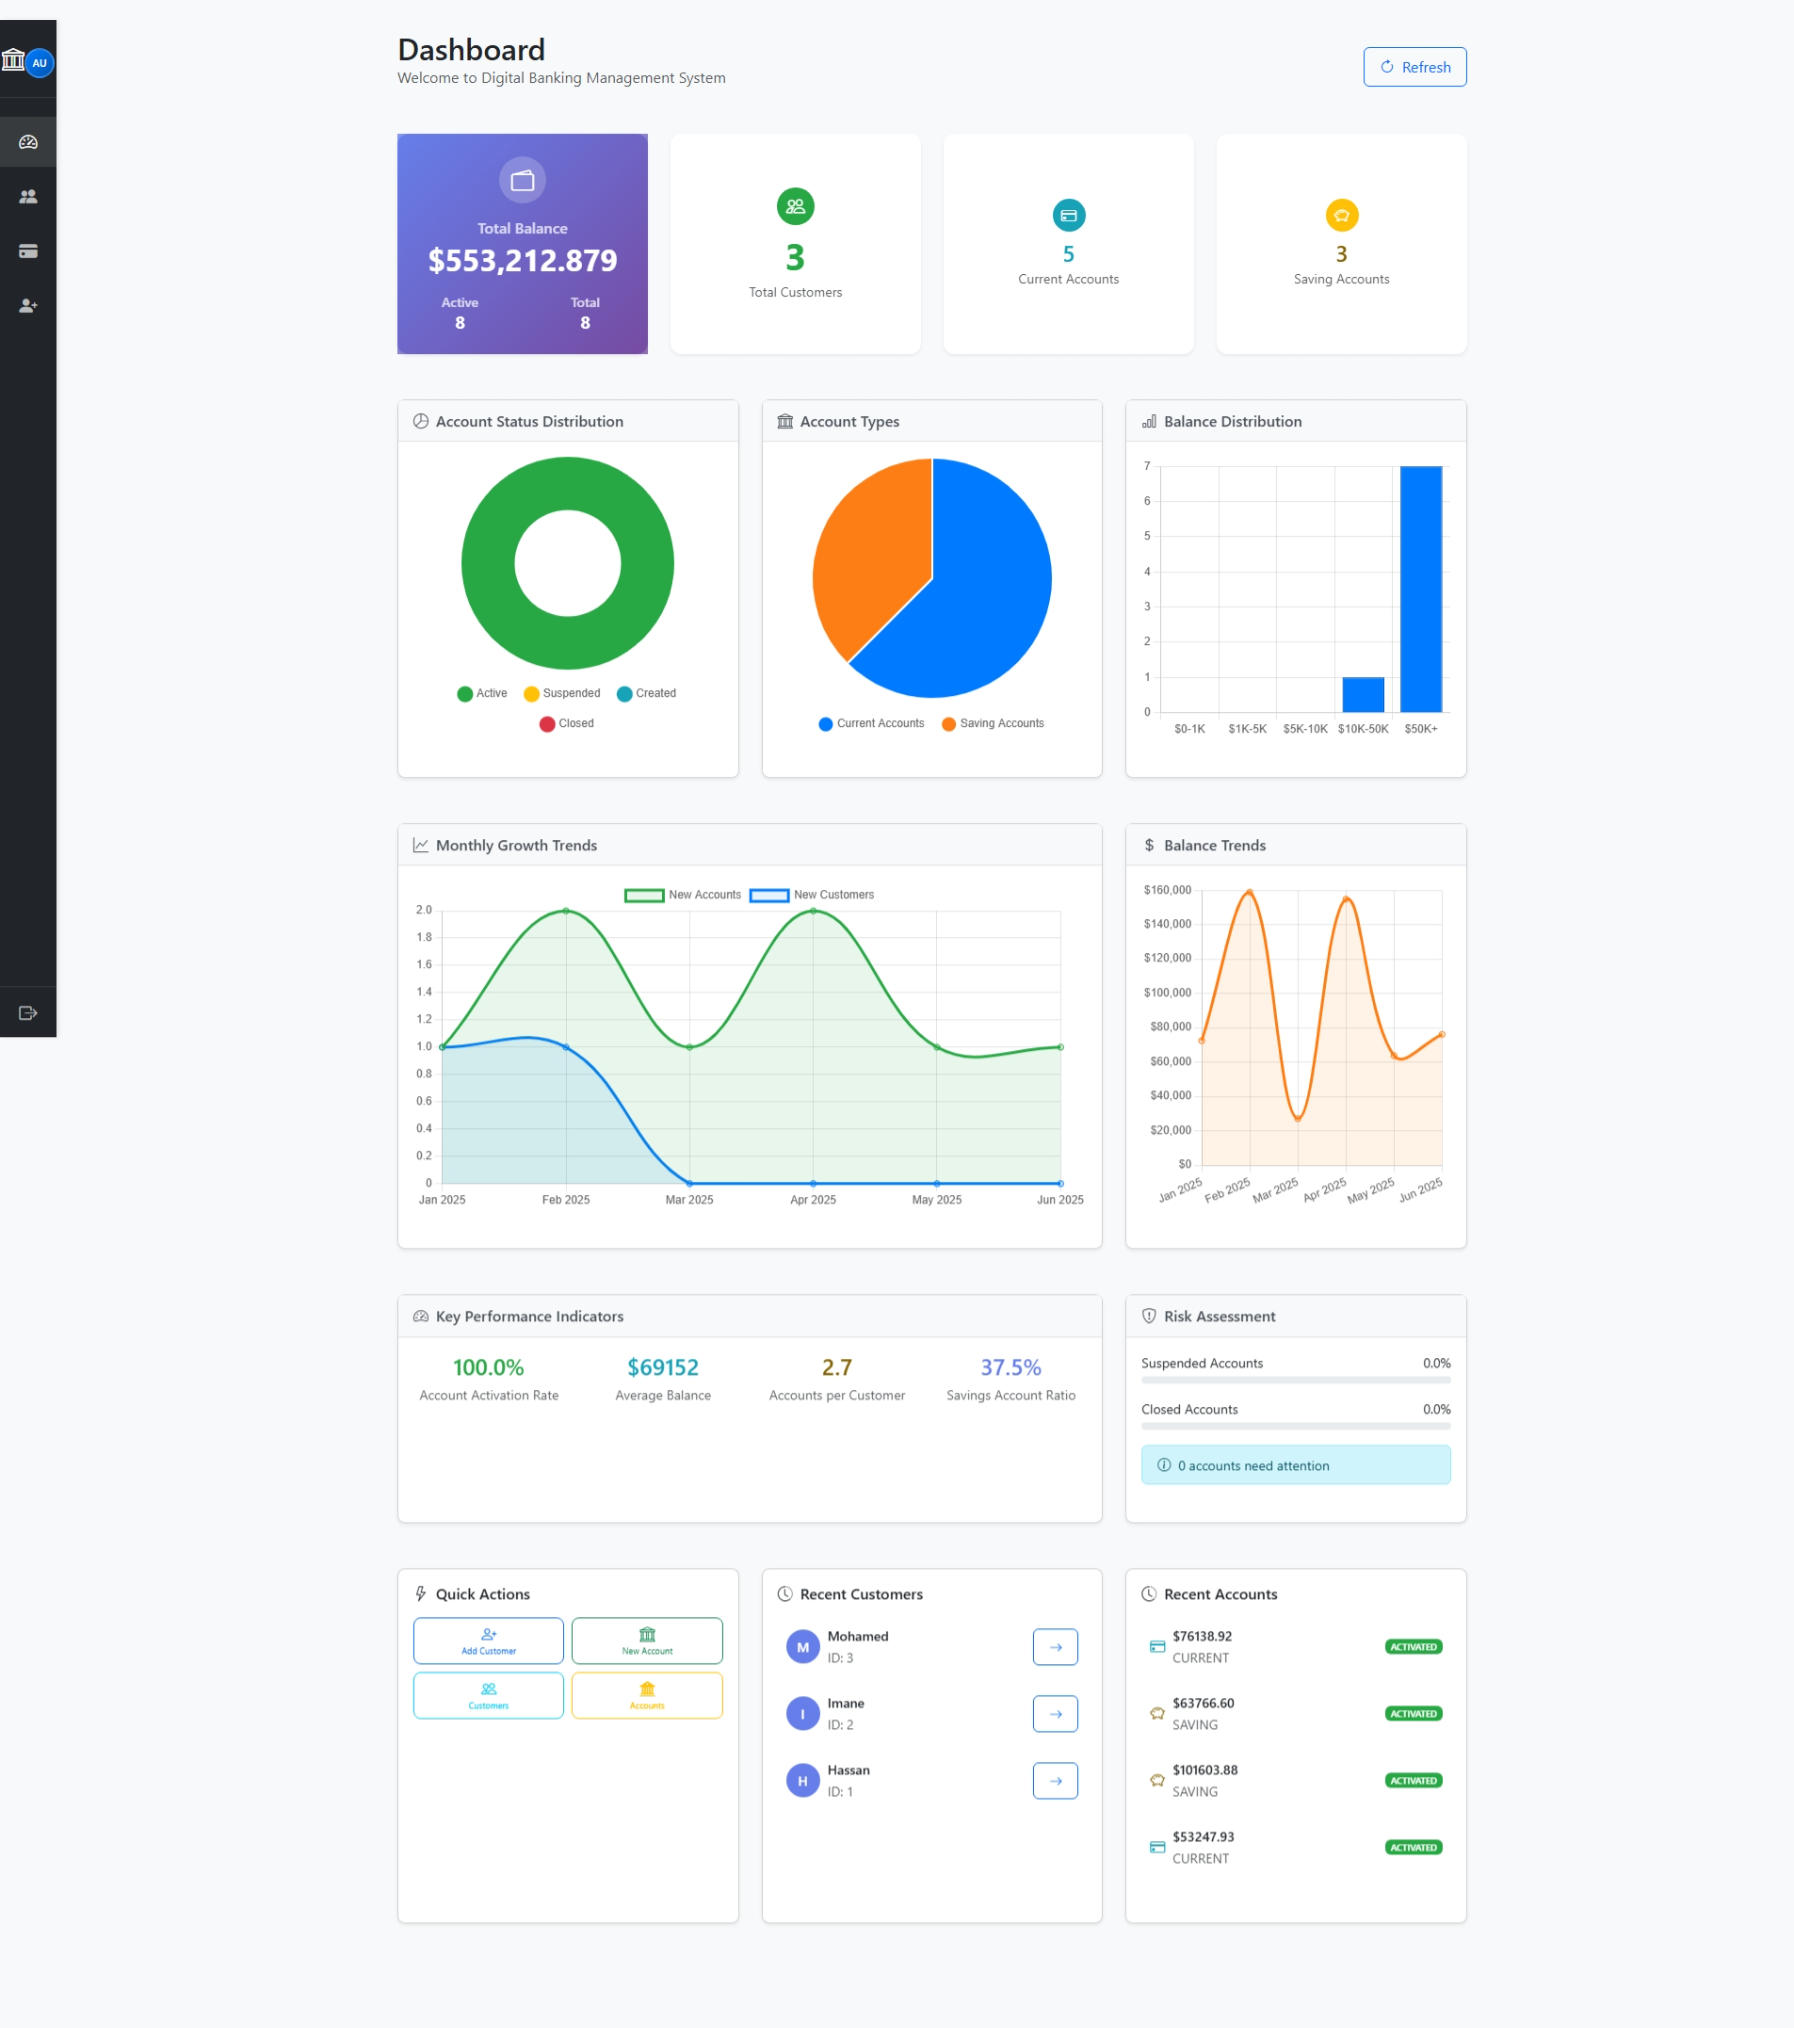 AU
Dashboard
Welcome to Digital Banking Management System
Refresh
Total Balance
$553,212.879
Active Total
8 8
3
Total Customers
5
Current Accounts
3
Saving Accounts
Account Status Distribution
Active Suspended Created
Closed
Account Types
Current Accounts Saving Accounts
Balance Distribution
7
6
5
4
3
2
1
0
$0-1K $1K-5K $5K-10K $10K-50K $50K+
Monthly Growth Trends
New Accounts New Customers
2.0
1.8
1.6
1.4
1.2
1.0
0.8
0.6
0.4
0.2
0
Jan 2025 Feb 2025 Mar 2025 Apr 2025 May 2025 Jun 2025
Balance Trends
$160,000
$140,000
$120,000
$100,000
$80,000
$60,000
$40,000
$20,000
$0
Jan 2025 Feb 2025 Mar 2025 Apr 2025 May 2025 Jun 2025
Key Performance Indicators
100.0% $69152 2.7 37.5%
Account Activation Rate Average Balance Accounts per Customer Savings Account Ratio
Risk Assessment
Suspended Accounts 0.0%
Closed Accounts 0.0%
0 accounts need attention
Quick Actions
Add Customer New Account
Customers Accounts
Recent Customers
M Mohamed
ID: 3
I Imane
ID: 2
H Hassan
ID: 1
Recent Accounts
$76138.92 ACTIVATED
CURRENT
$63766.60 ACTIVATED
SAVING
$101603.88 ACTIVATED
SAVING
$53247.93 ACTIVATED
CURRENT